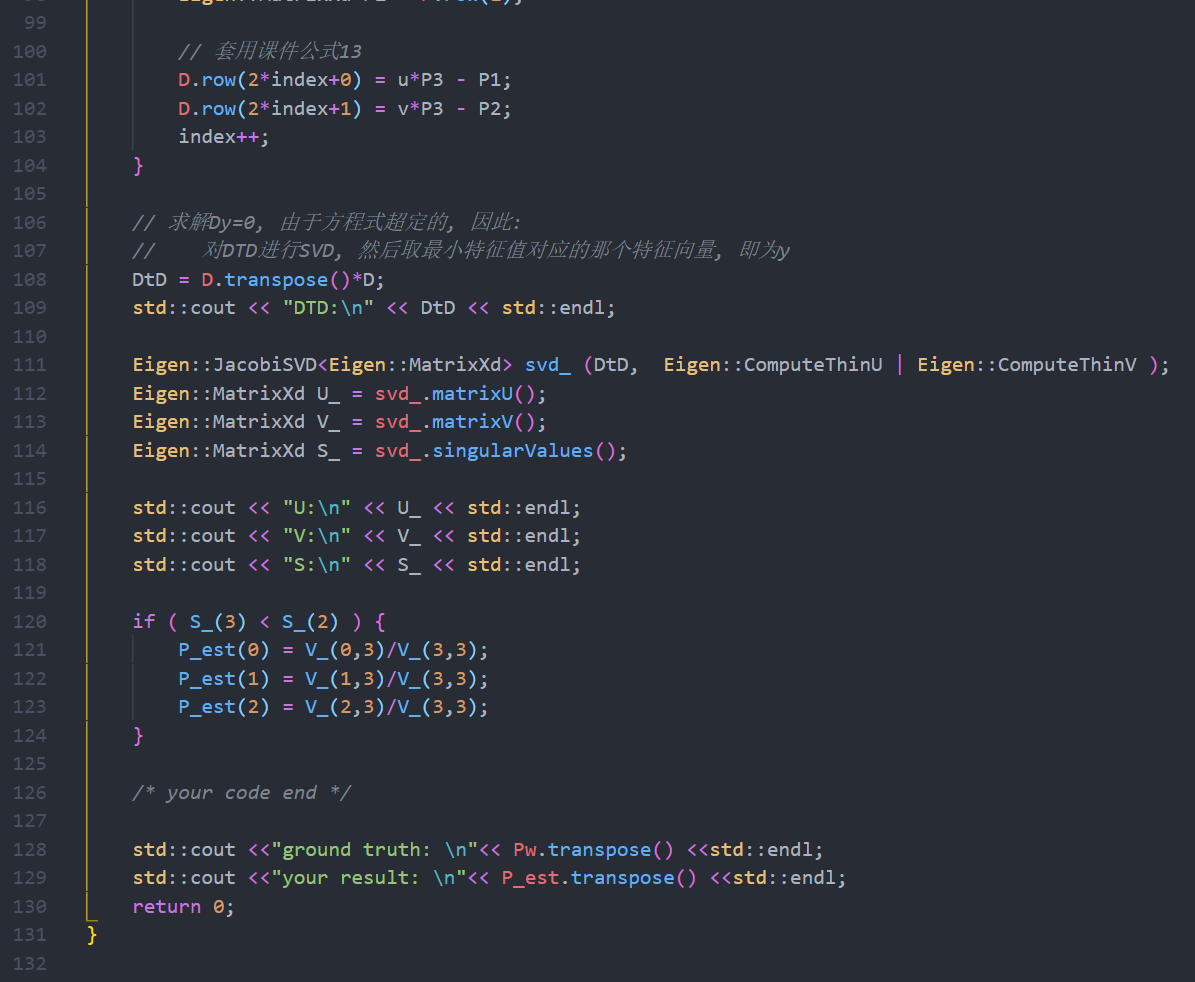 99
100 // 套用课件公式13
101 D.row(2*index+0) = u*P3 - P1;
102 D.row(2*index+1) = v*P3 - P2;
103 index++;
104 }
105
106 // 求解Dy=0, 由于方程式超定的, 因此:
107 // 对DTD进行SVD, 然后取最小特征值对应的那个特征向量, 即为y
108 DtD = D.transpose()*D;
109 std::cout << "DTD:\n" << DtD << std::endl;
110
111 Eigen::JacobiSVD<Eigen::MatrixXd> svd_ (DtD,  Eigen::ComputeThinU | Eigen::ComputeThinV );
112 Eigen::MatrixXd U_ = svd_.matrixU();
113 Eigen::MatrixXd V_ = svd_.matrixV();
114 Eigen::MatrixXd S_ = svd_.singularValues();
115
116 std::cout << "U:\n" << U_ << std::endl;
117 std::cout << "V:\n" << V_ << std::endl;
118 std::cout << "S:\n" << S_ << std::endl;
119
120 if ( S_(3) < S_(2) ) {
121 P_est(0) = V_(0,3)/V_(3,3);
122 P_est(1) = V_(1,3)/V_(3,3);
123 P_est(2) = V_(2,3)/V_(3,3);
124 }
125
126 /* your code end */
127
128 std::cout <<"ground truth: \n"<< Pw.transpose() <<std::endl;
129 std::cout <<"your result: \n"<< P_est.transpose() <<std::endl;
130 return 0;
131 }
132